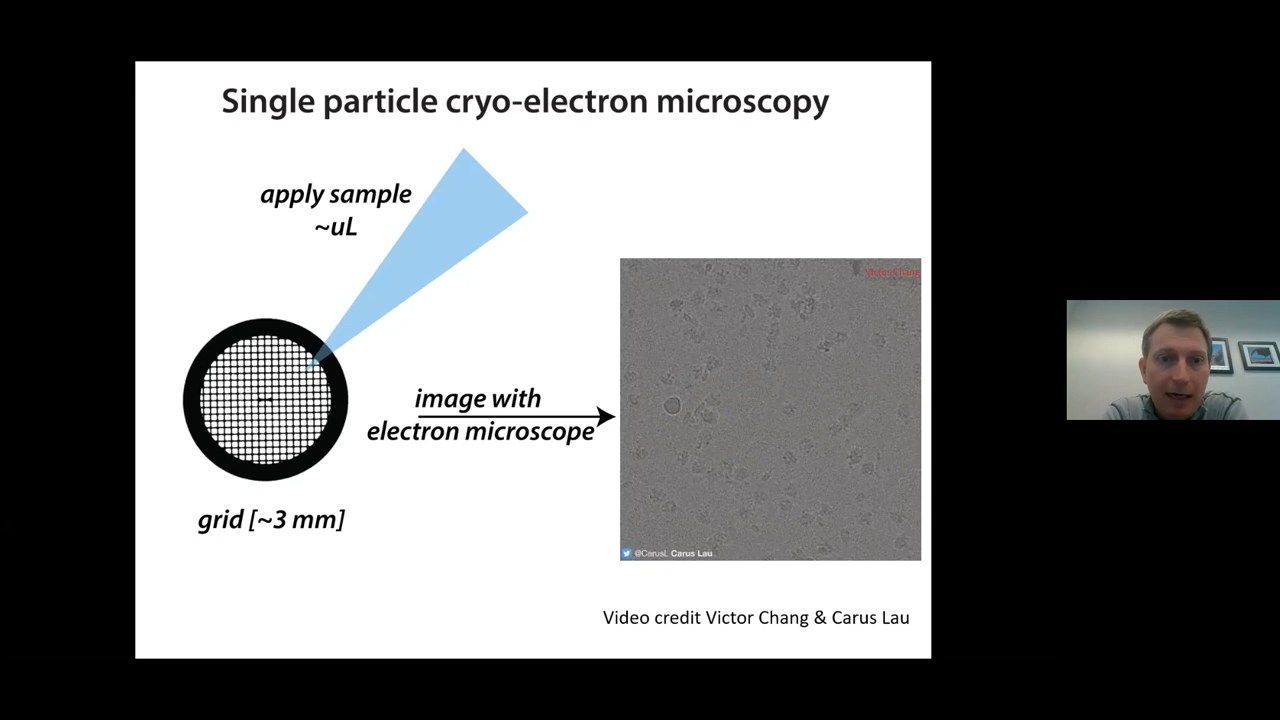 Single particle cryo-electron microscopy
apply sample
~uL
Victor Chang
image with
electron microscope
grid [~3 mm]
@CarusL Carus Lau
Video credit Victor Chang & Carus Lau